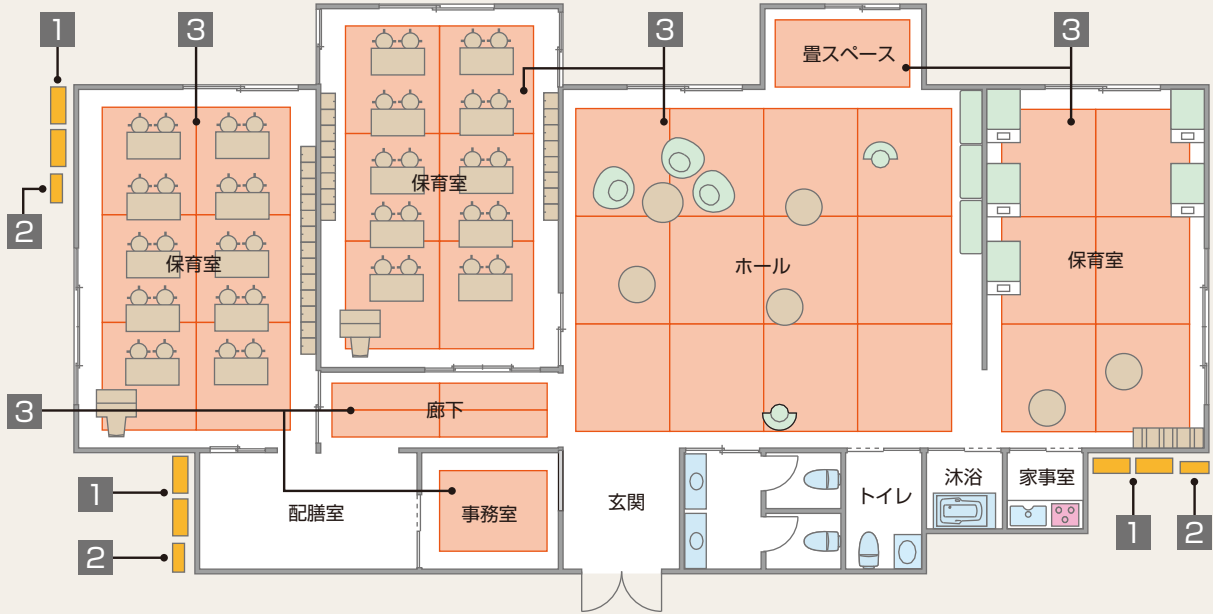 1
3
3
3
畳スペース
2
保育室
保育室
ホール
保育室
3
廊下
1
配膳室
事務室
玄関
トイレ
沐浴
家事室
2
1
2